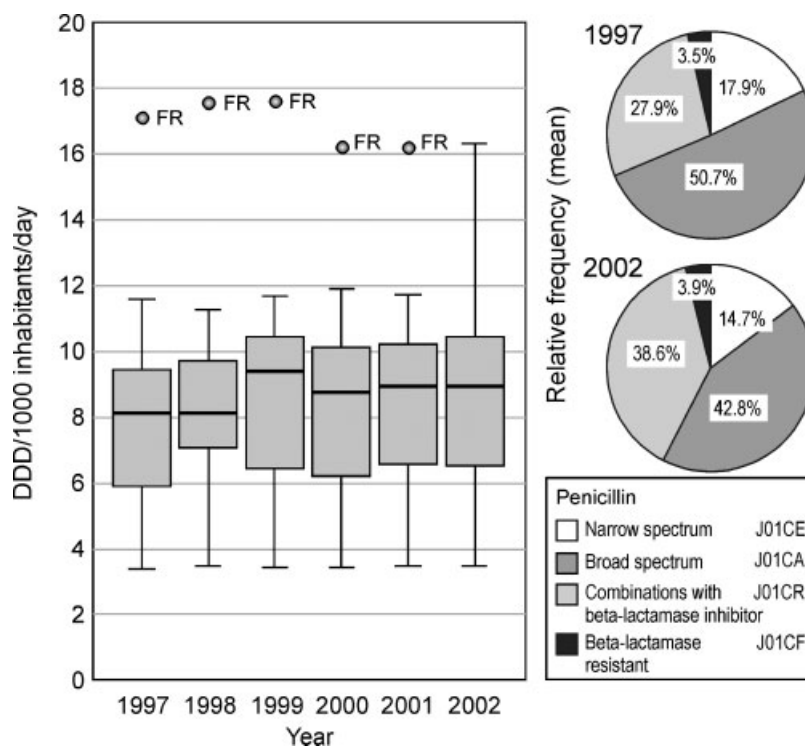 20
18
16
14
12
10
8
6
4
2
0
DDD/1000 inhabitants/day
FR
FR
FR
FR
FR
1997
1998
1999
2000
2001
2002
Year
Relative frequency (mean)
1997
3.5%
17.9%
27.9%
50.7%
2002
3.9%
14.7%
38.6%
42.8%
Penicillin
Narrow spectrum J01CE
Broad spectrum J01CA
Combinations with J01CR
beta-lactamase inhibitor
Beta-lactamase J01CF
resistant